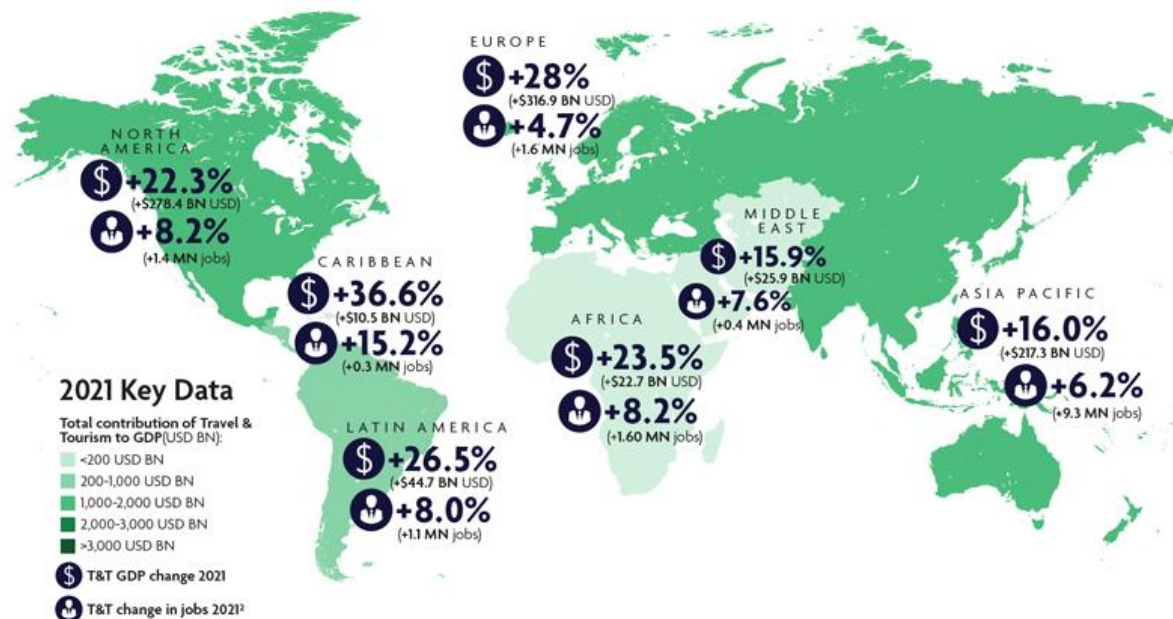 EUROPE
+28%
(+$316.9 BN USD)
+4.7%
(+1.6 MN jobs)
NORTH
AMERICA
+22.3%
(+$278.4 BN USD)
+8.2%
(+1.4 MN jobs)
MIDDLE
EAST
+15.9%
(+$25.9 BN USD)
+7.6%
(+0.4 MN jobs)
CARIBBEAN
+36.6%
(+$10.5 BN USD)
+15.2%
(+0.3 MN jobs)
AFRICA
+23.5%
(+$22.7 BN USD)
+8.2%
(+1.60 MN jobs)
ASIA PACIFIC
+16.0%
(+$217.3 BN USD)
+6.2%
(+9.3 MN jobs)
LATIN AMERICA
+26.5%
(+$44.7 BN USD)
+8.0%
(+1.1 MN jobs)
2021 Key Data
Total contribution of Travel &
Tourism to GDP(USD BN):
<200 USD BN
200-1,000 USD BN
1,000-2,000 USD BN
2,000-3,000 USD BN
>3,000 USD BN
$ T&T GDP change 2021
T&T change in jobs 2021²